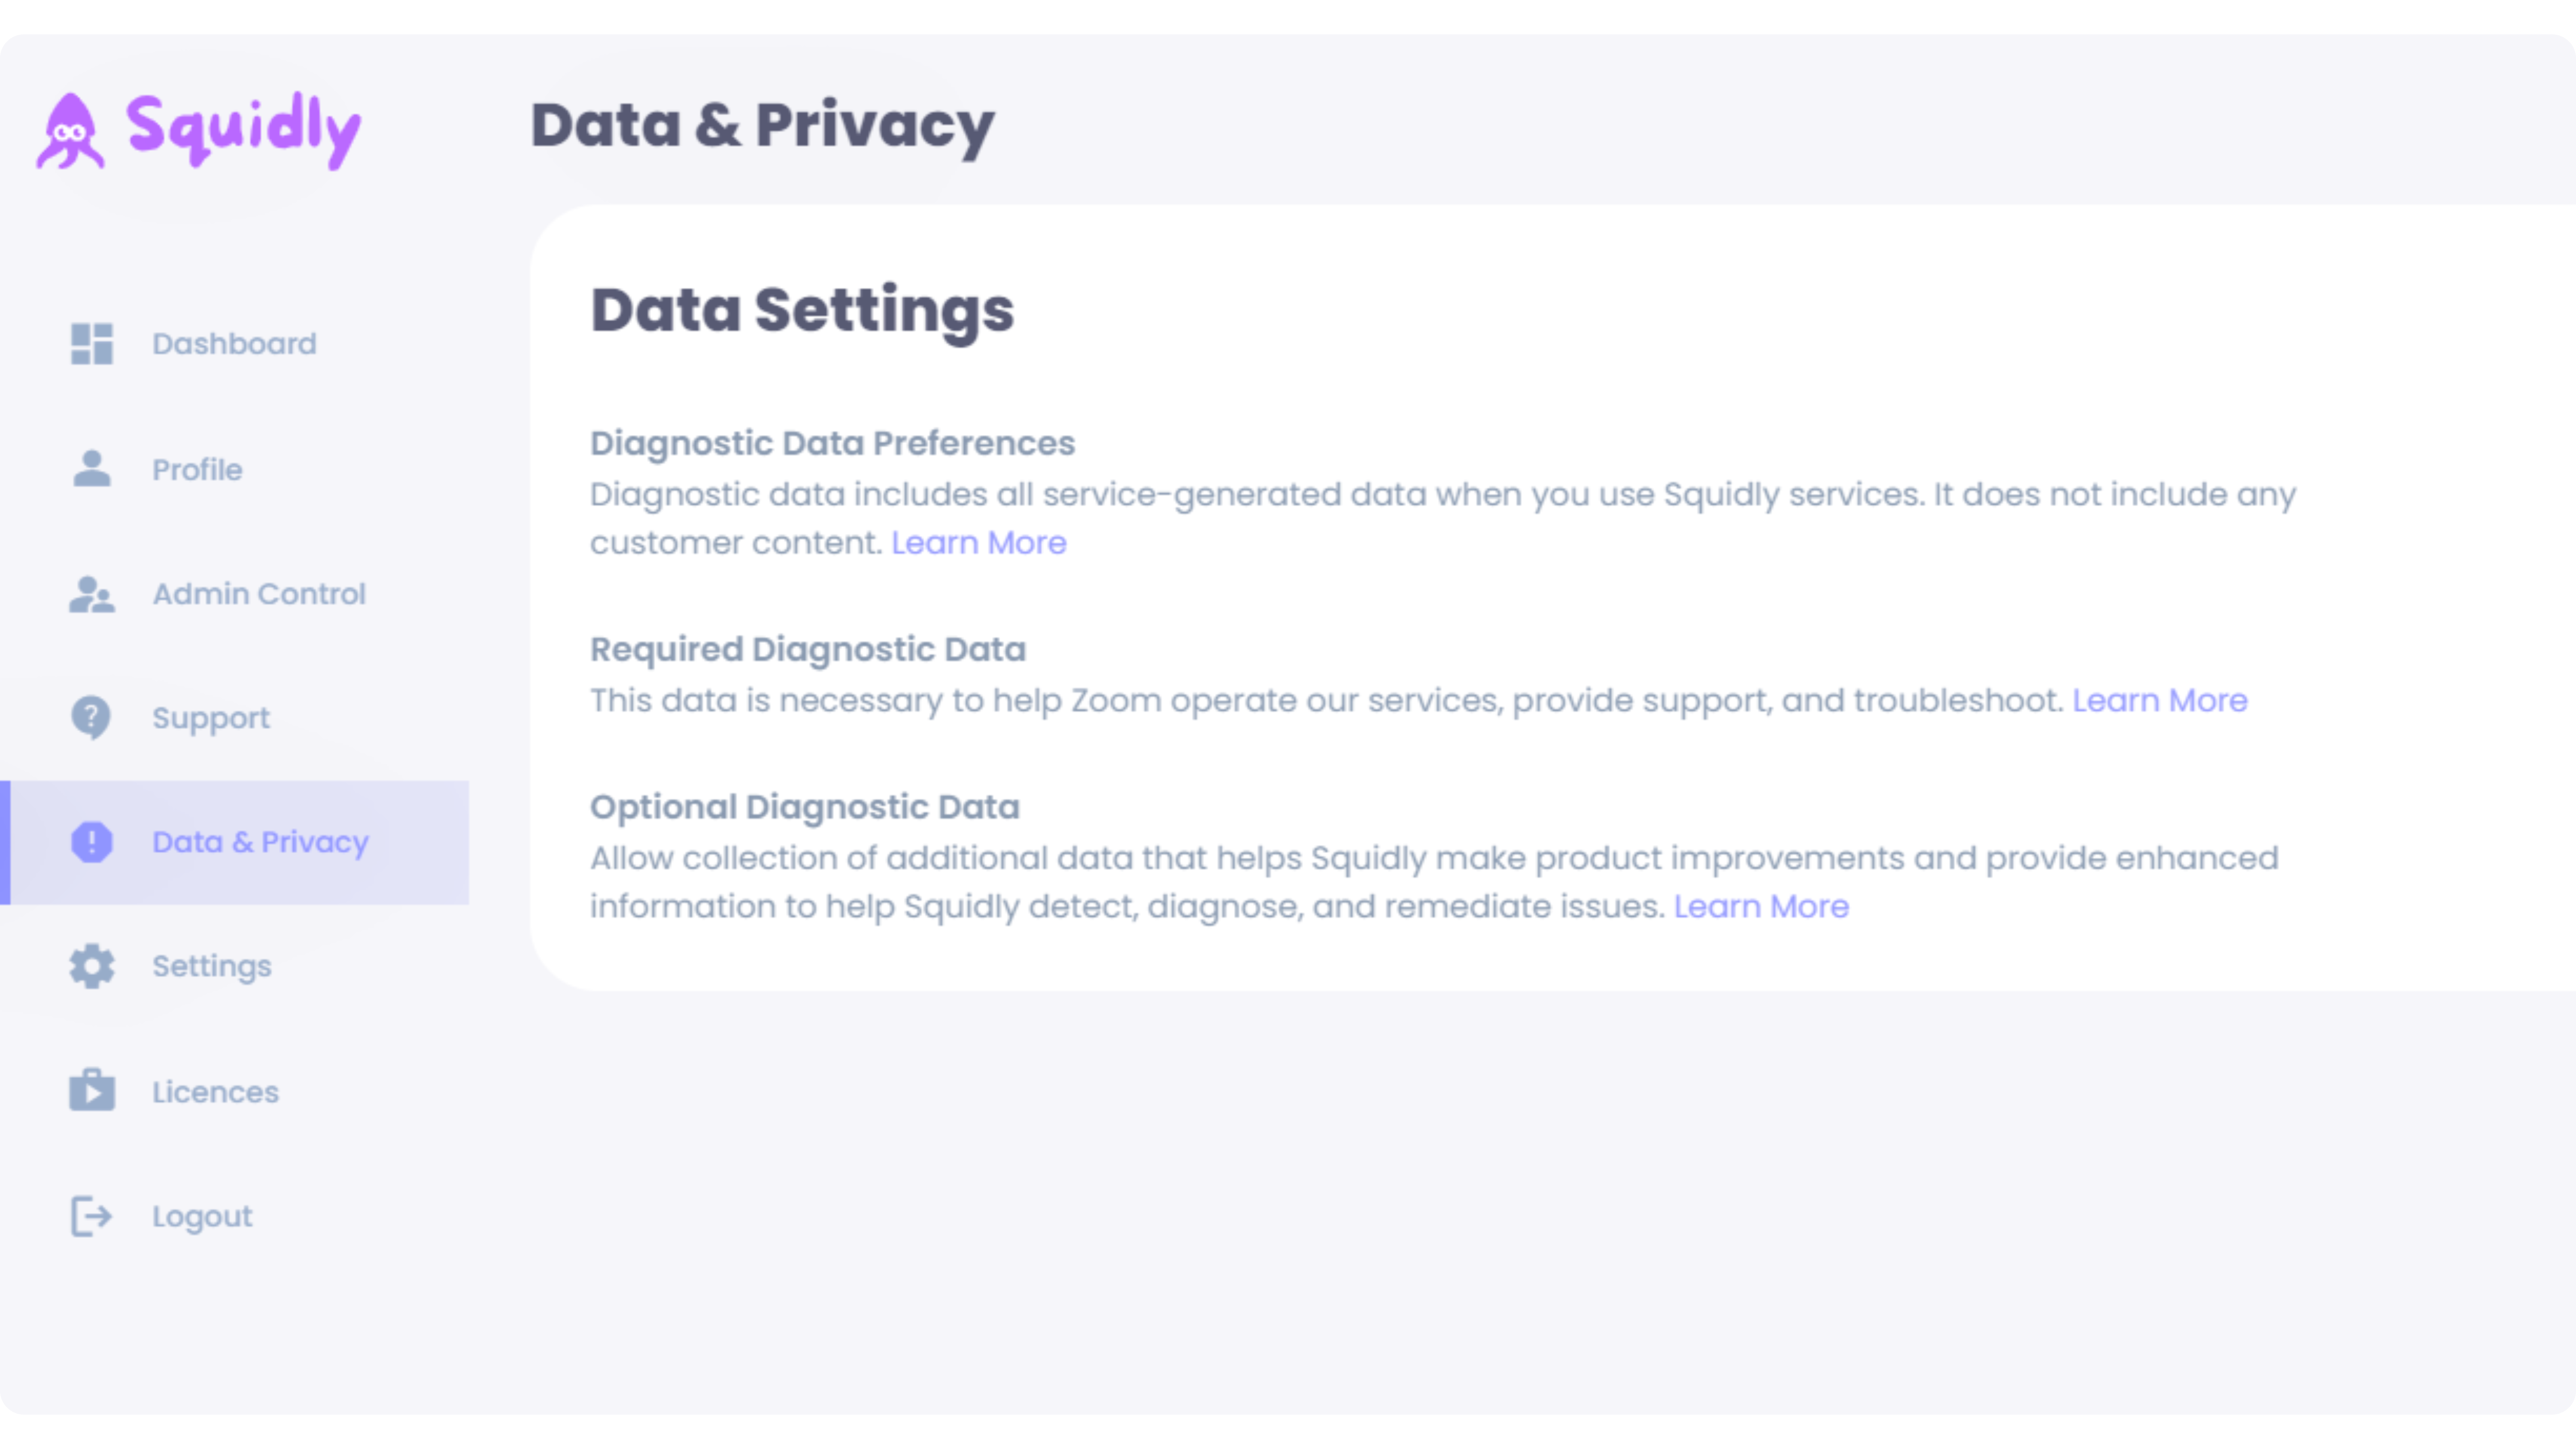 Squidly
Data & Privacy
Dashboard
Profile
Admin Control
Support
Data & Privacy
Settings
Licences
Logout
Data Settings
Diagnostic Data Preferences
Diagnostic data includes all service-generated data when you use Squidly services. It does not include any
customer content. Learn More
Required Diagnostic Data
This data is necessary to help Zoom operate our services, provide support, and troubleshoot. Learn More
Optional Diagnostic Data
Allow collection of additional data that helps Squidly make product improvements and provide enhanced
information to help Squidly detect, diagnose, and remediate issues. Learn More